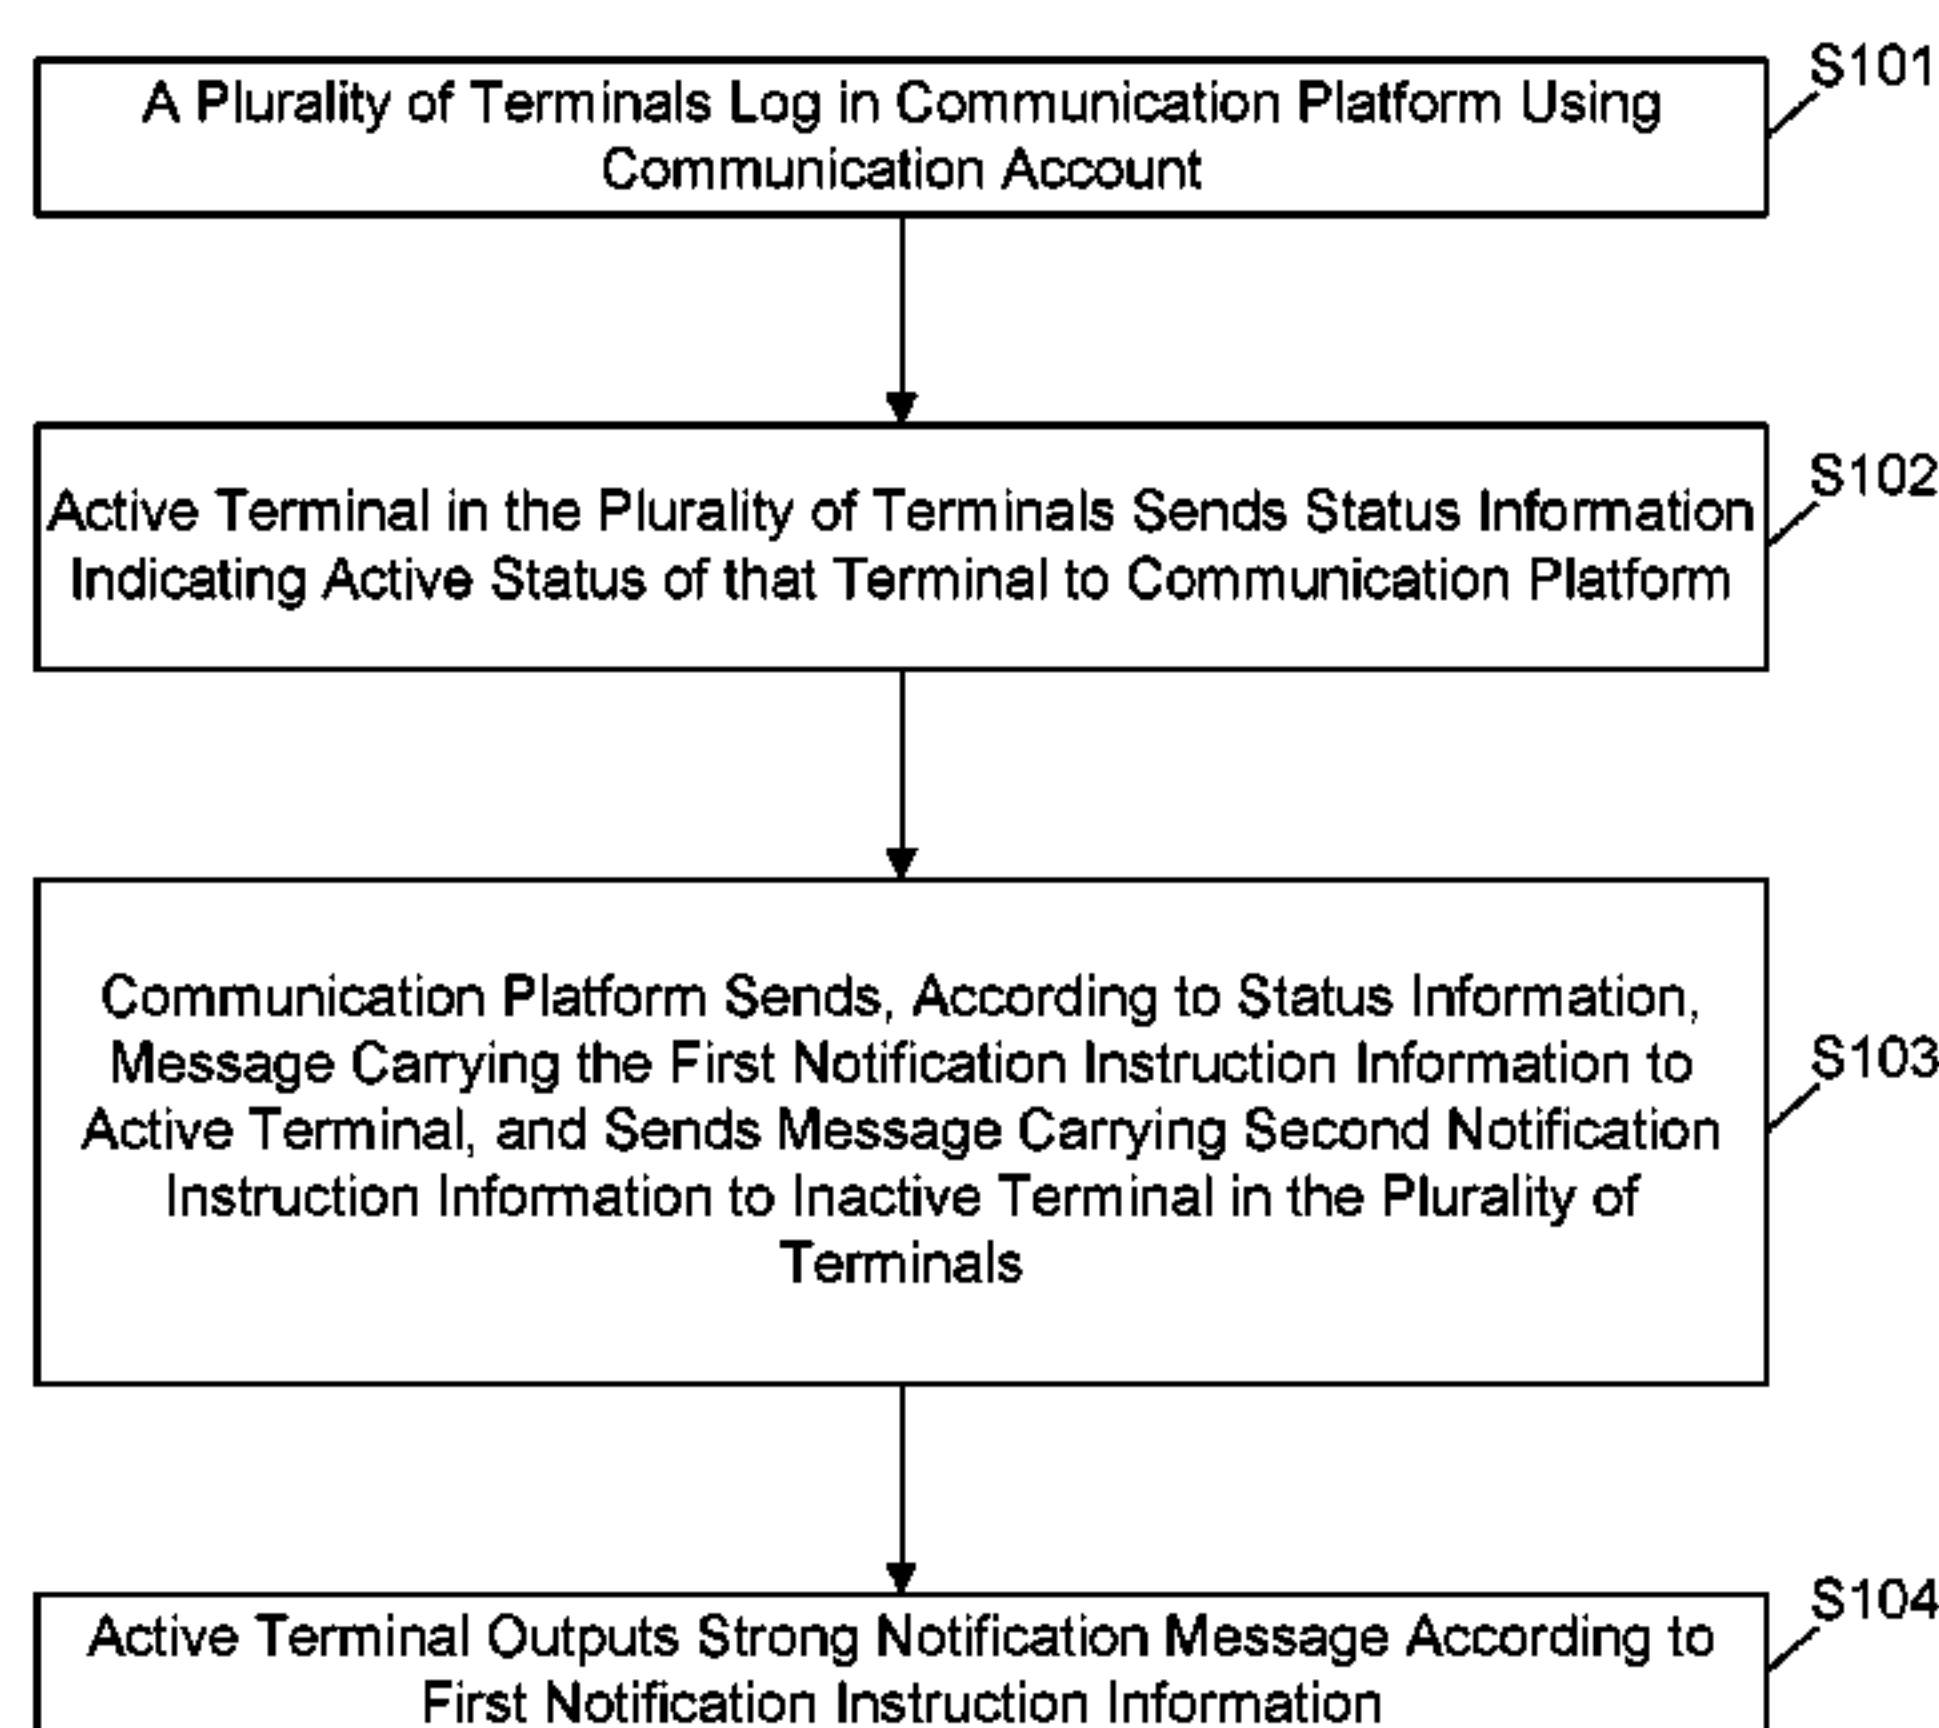 S101
A Plurality of Terminals Log in Communication Platform Using
Communication Account
S102
Active Terminal in the Plurality of Terminals Sends Status Information
Indicating Active Status of that Terminal to Communication Platform
Communication Platform Sends, According to Status Information,
Message Carrying the First Notification Instruction Information to
S103
Active Terminal, and Sends Message Carrying Second Notification
Instruction Information to Inactive Terminal in the Plurality of
Terminals
S104
Active Terminal Outputs Strong Notification Message According to
First Notification Instruction Information